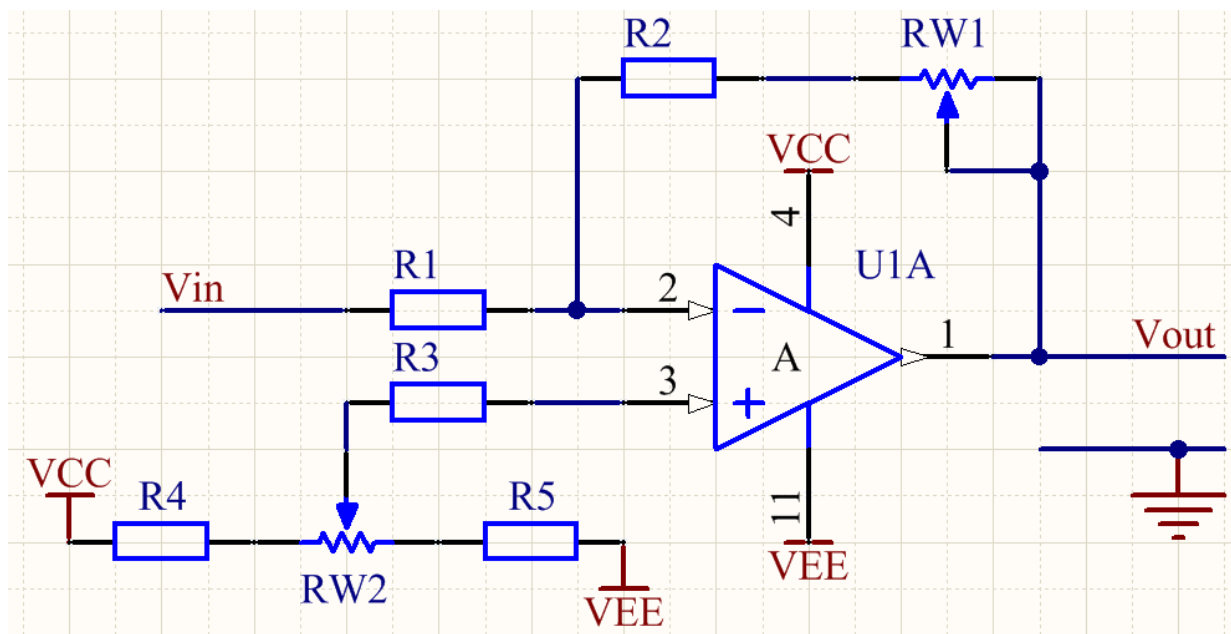 R2
RW1
VCC
4
R1
U1A
Vin
2
−
1
Vout
R3
A
3
+
VCC
R4
R5
11
RW2
VEE
VEE